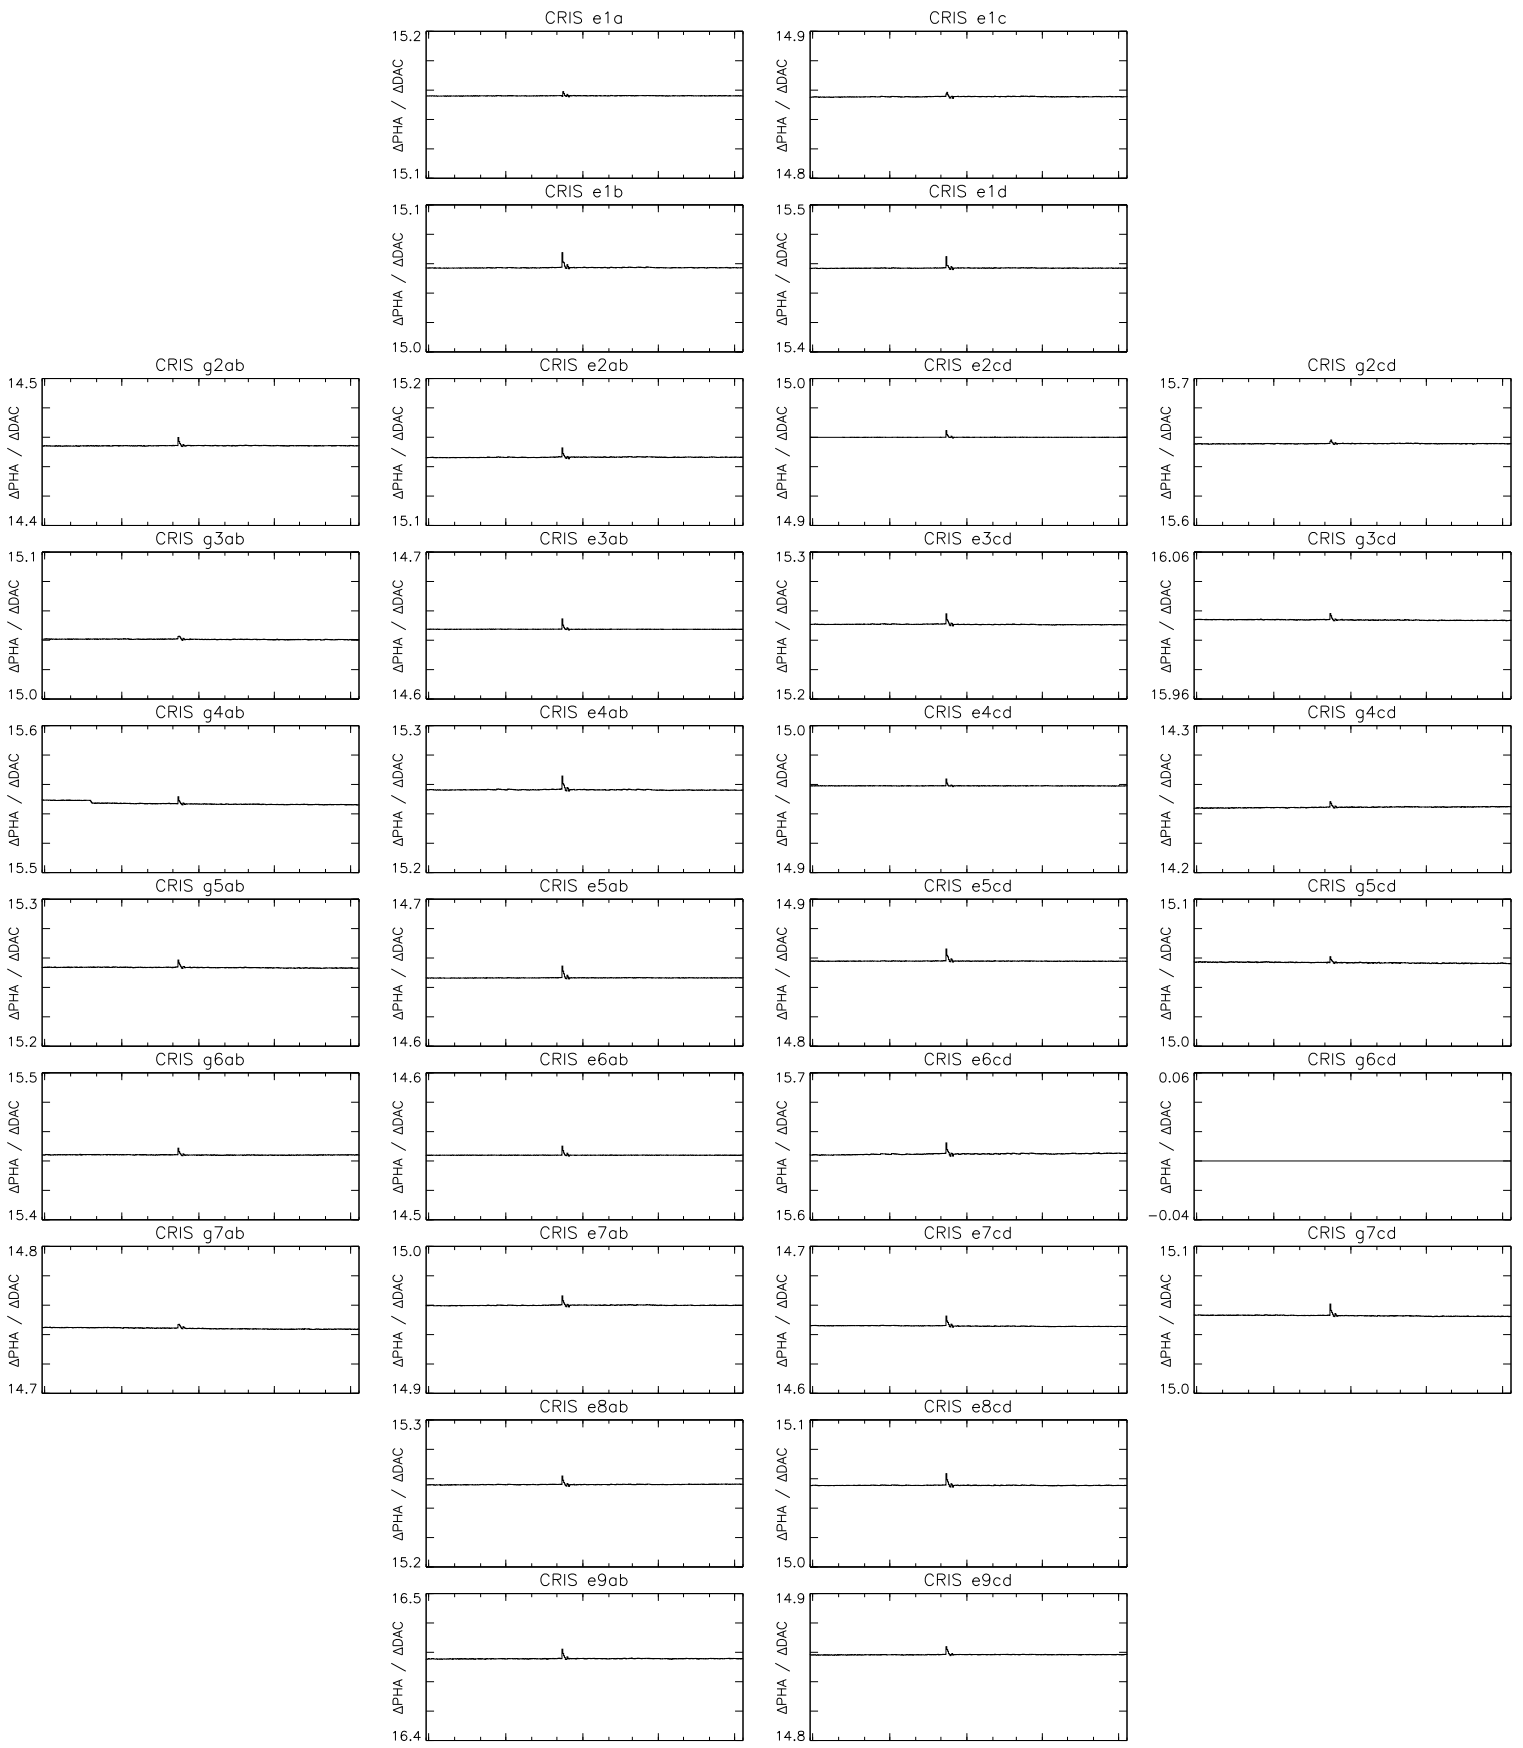 CRIS e1a
CRIS e1c
15.2
15.1
ΔPHA / ΔDAC
14.9
14.8
ΔPHA / ΔDAC
CRIS e1b
CRIS e1d
15.1
15.0
ΔPHA / ΔDAC
15.5
15.4
ΔPHA / ΔDAC
CRIS g2ab
CRIS e2ab
CRIS e2cd
CRIS g2cd
14.5
14.4
ΔPHA / ΔDAC
15.2
15.1
ΔPHA / ΔDAC
15.0
14.9
ΔPHA / ΔDAC
15.7
15.6
ΔPHA / ΔDAC
CRIS g3ab
CRIS e3ab
CRIS e3cd
CRIS g3cd
15.1
15.0
ΔPHA / ΔDAC
14.7
14.6
ΔPHA / ΔDAC
15.3
15.2
ΔPHA / ΔDAC
16.06
15.96
ΔPHA / ΔDAC
CRIS g4ab
CRIS e4ab
CRIS e4cd
CRIS g4cd
15.6
15.5
ΔPHA / ΔDAC
15.3
15.2
ΔPHA / ΔDAC
15.0
14.9
ΔPHA / ΔDAC
14.3
14.2
ΔPHA / ΔDAC
CRIS g5ab
CRIS e5ab
CRIS e5cd
CRIS g5cd
15.3
15.2
ΔPHA / ΔDAC
14.7
14.6
ΔPHA / ΔDAC
14.9
14.8
ΔPHA / ΔDAC
15.1
15.0
ΔPHA / ΔDAC
CRIS g6ab
CRIS e6ab
CRIS e6cd
CRIS g6cd
15.5
15.4
ΔPHA / ΔDAC
14.6
14.5
ΔPHA / ΔDAC
15.7
15.6
ΔPHA / ΔDAC
0.06
−0.04
ΔPHA / ΔDAC
CRIS g7ab
CRIS e7ab
CRIS e7cd
CRIS g7cd
14.8
14.7
ΔPHA / ΔDAC
15.0
14.9
ΔPHA / ΔDAC
14.7
14.6
ΔPHA / ΔDAC
15.1
15.0
ΔPHA / ΔDAC
CRIS e8ab
CRIS e8cd
15.3
15.2
ΔPHA / ΔDAC
15.1
15.0
ΔPHA / ΔDAC
CRIS e9ab
CRIS e9cd
16.5
16.4
ΔPHA / ΔDAC
14.9
14.8
ΔPHA / ΔDAC